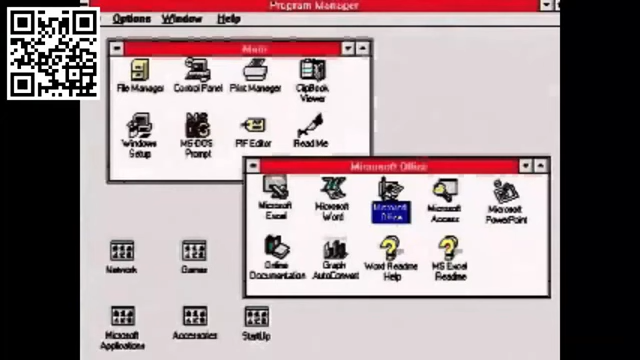 Program Manager
Options Window Help
Main
File Manager
Control Panel
Print Manager
ClipBook
Viewer
Windows
Setup
MS-DOS
Prompt
PIF Editor
Read Me
Microsoft Office
Microsoft
Excel
Microsoft
Word
Microsoft
Office
Microsoft
Access
Microsoft
PowerPoint
Online
Documentation
Graph
AutoConvert
Word Readme
Help
MS Excel
Readme
Network
Games
Microsoft
Applications
Accessories
StartUp